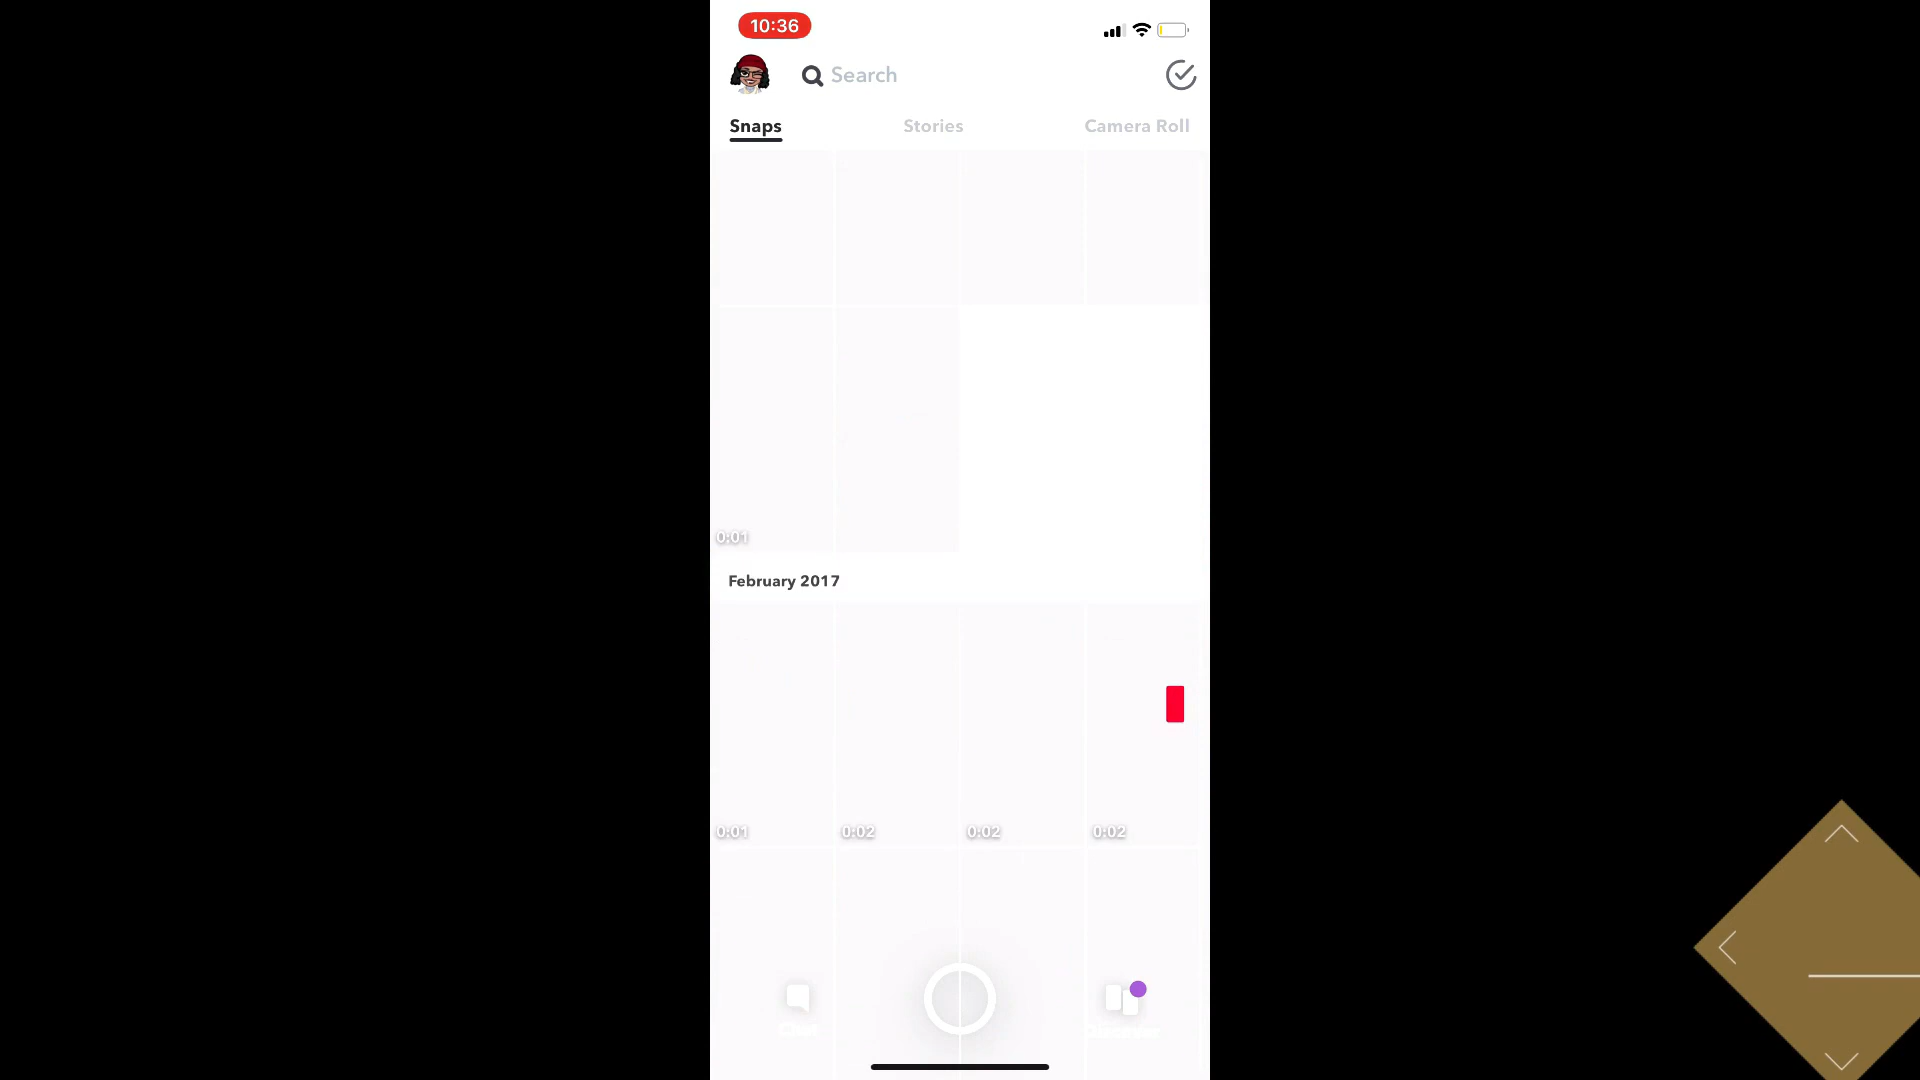 10:36
Search
Snaps Stories Camera Roll
0:01
February 2017
0:01 0:02 0:02 0:02